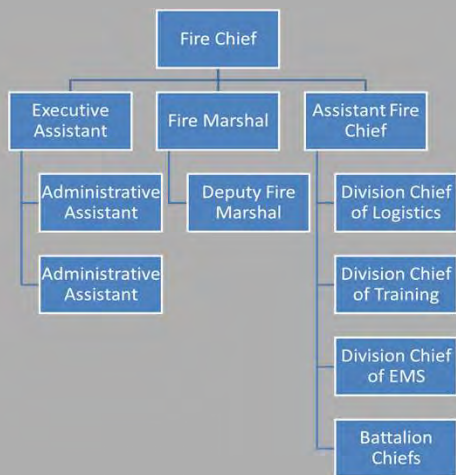 Fire Chief
Executive
Assistant
Fire Marshal
Assistant Fire
Chief
Administrative
Assistant
Deputy Fire
Marshal
Division Chief
of Logistics
Administrative
Assistant
Division Chief
of Training
Division Chief
of EMS
Battalion
Chiefs